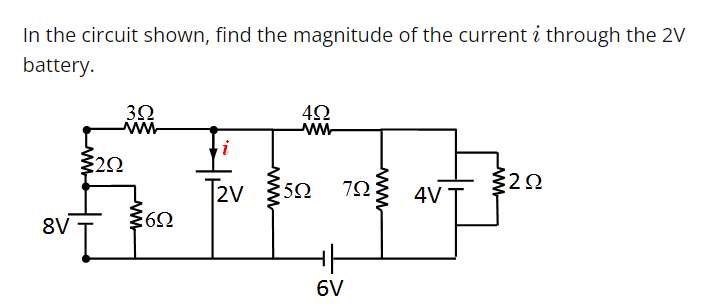 In the circuit shown, find the magnitude of the current i through the 2V
battery.
3Ω
4Ω
i
2Ω
2V
5Ω
7Ω
4V
2Ω
8V
6Ω
6V